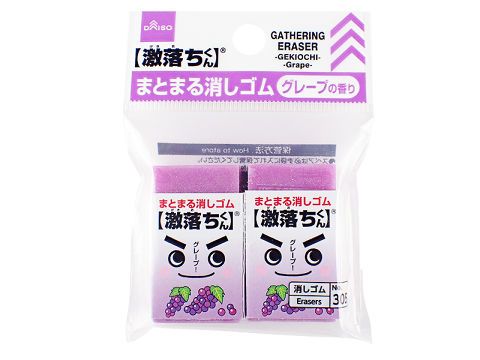 DAISO
GATHERING
ERASER
-GEKIOCHI-
-Grape-
【激落ちくん】®
まとまる消しゴム グレープの香り
保管方法. How to store
まとまる消しゴム
【激落ちくん】®
グレープ!
まとまる消しゴム
【激落ちくん】®
グレープ!
消しゴム
Erasers
No.